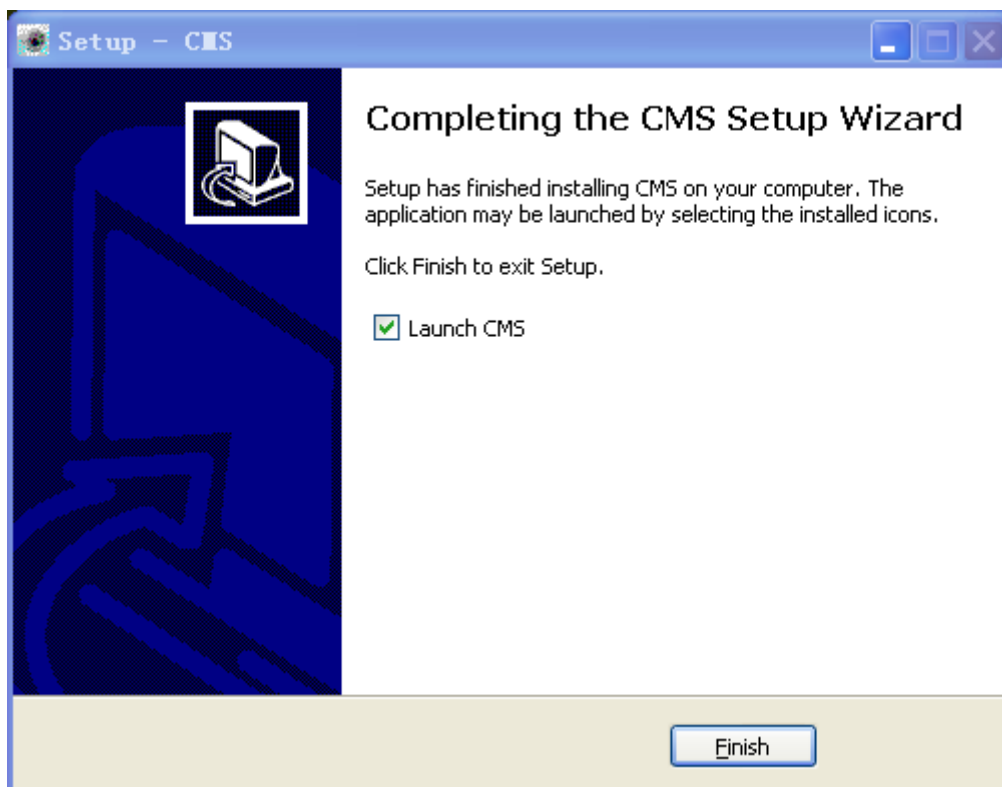 Setup - CMS
Completing the CMS Setup Wizard
Setup has finished installing CMS on your computer. The
application may be launched by selecting the installed icons.
Click Finish to exit Setup.
Launch CMS
Finish